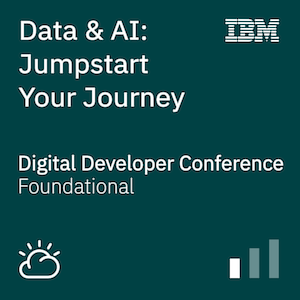 Data & AI:
IBM
Jumpstart
Your Journey
Digital Developer Conference
Foundational